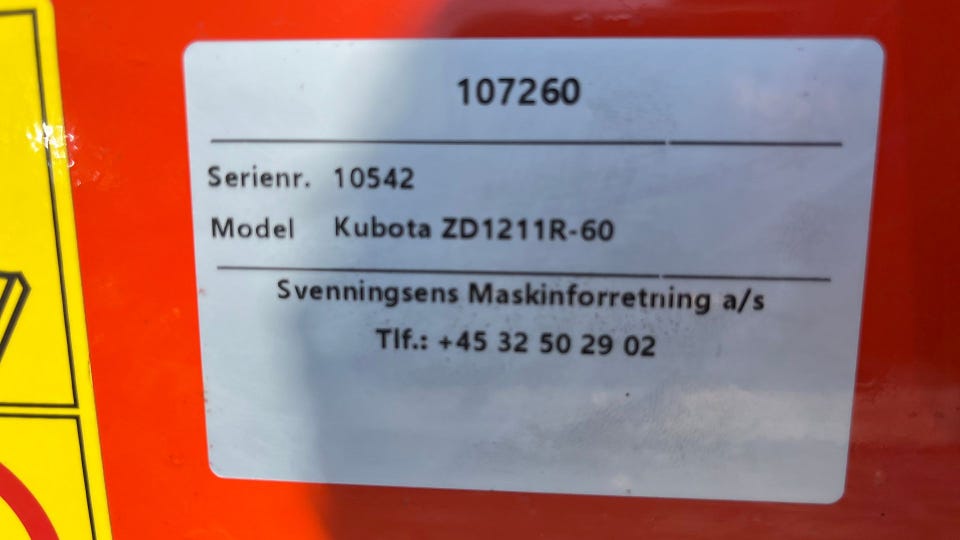 107260
Serienr. 10542
Model Kubota ZD1211R-60
Svenningsens Maskinforretning a/s
Tlf.: +45 32 50 29 02